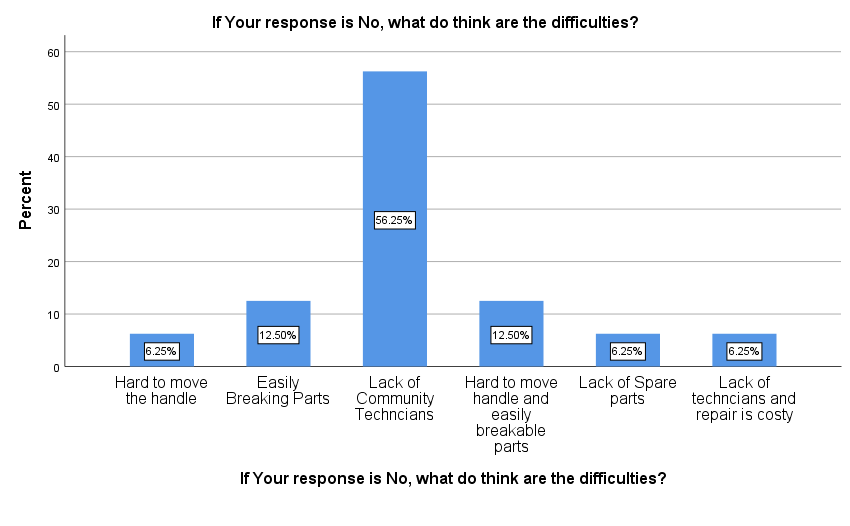 If Your response is No, what do think are the difficulties?
Percent
60
50
40
30
20
10
0
6.25%
12.50%
56.25%
12.50%
6.25%
6.25%
Hard to move
the handle
Easily
Breaking Parts
Lack of
Community
Techncians
Hard to move
handle and
easily
breakable
parts
Lack of Spare
parts
Lack of
techncians and
repair is costy
If Your response is No, what do think are the difficulties?